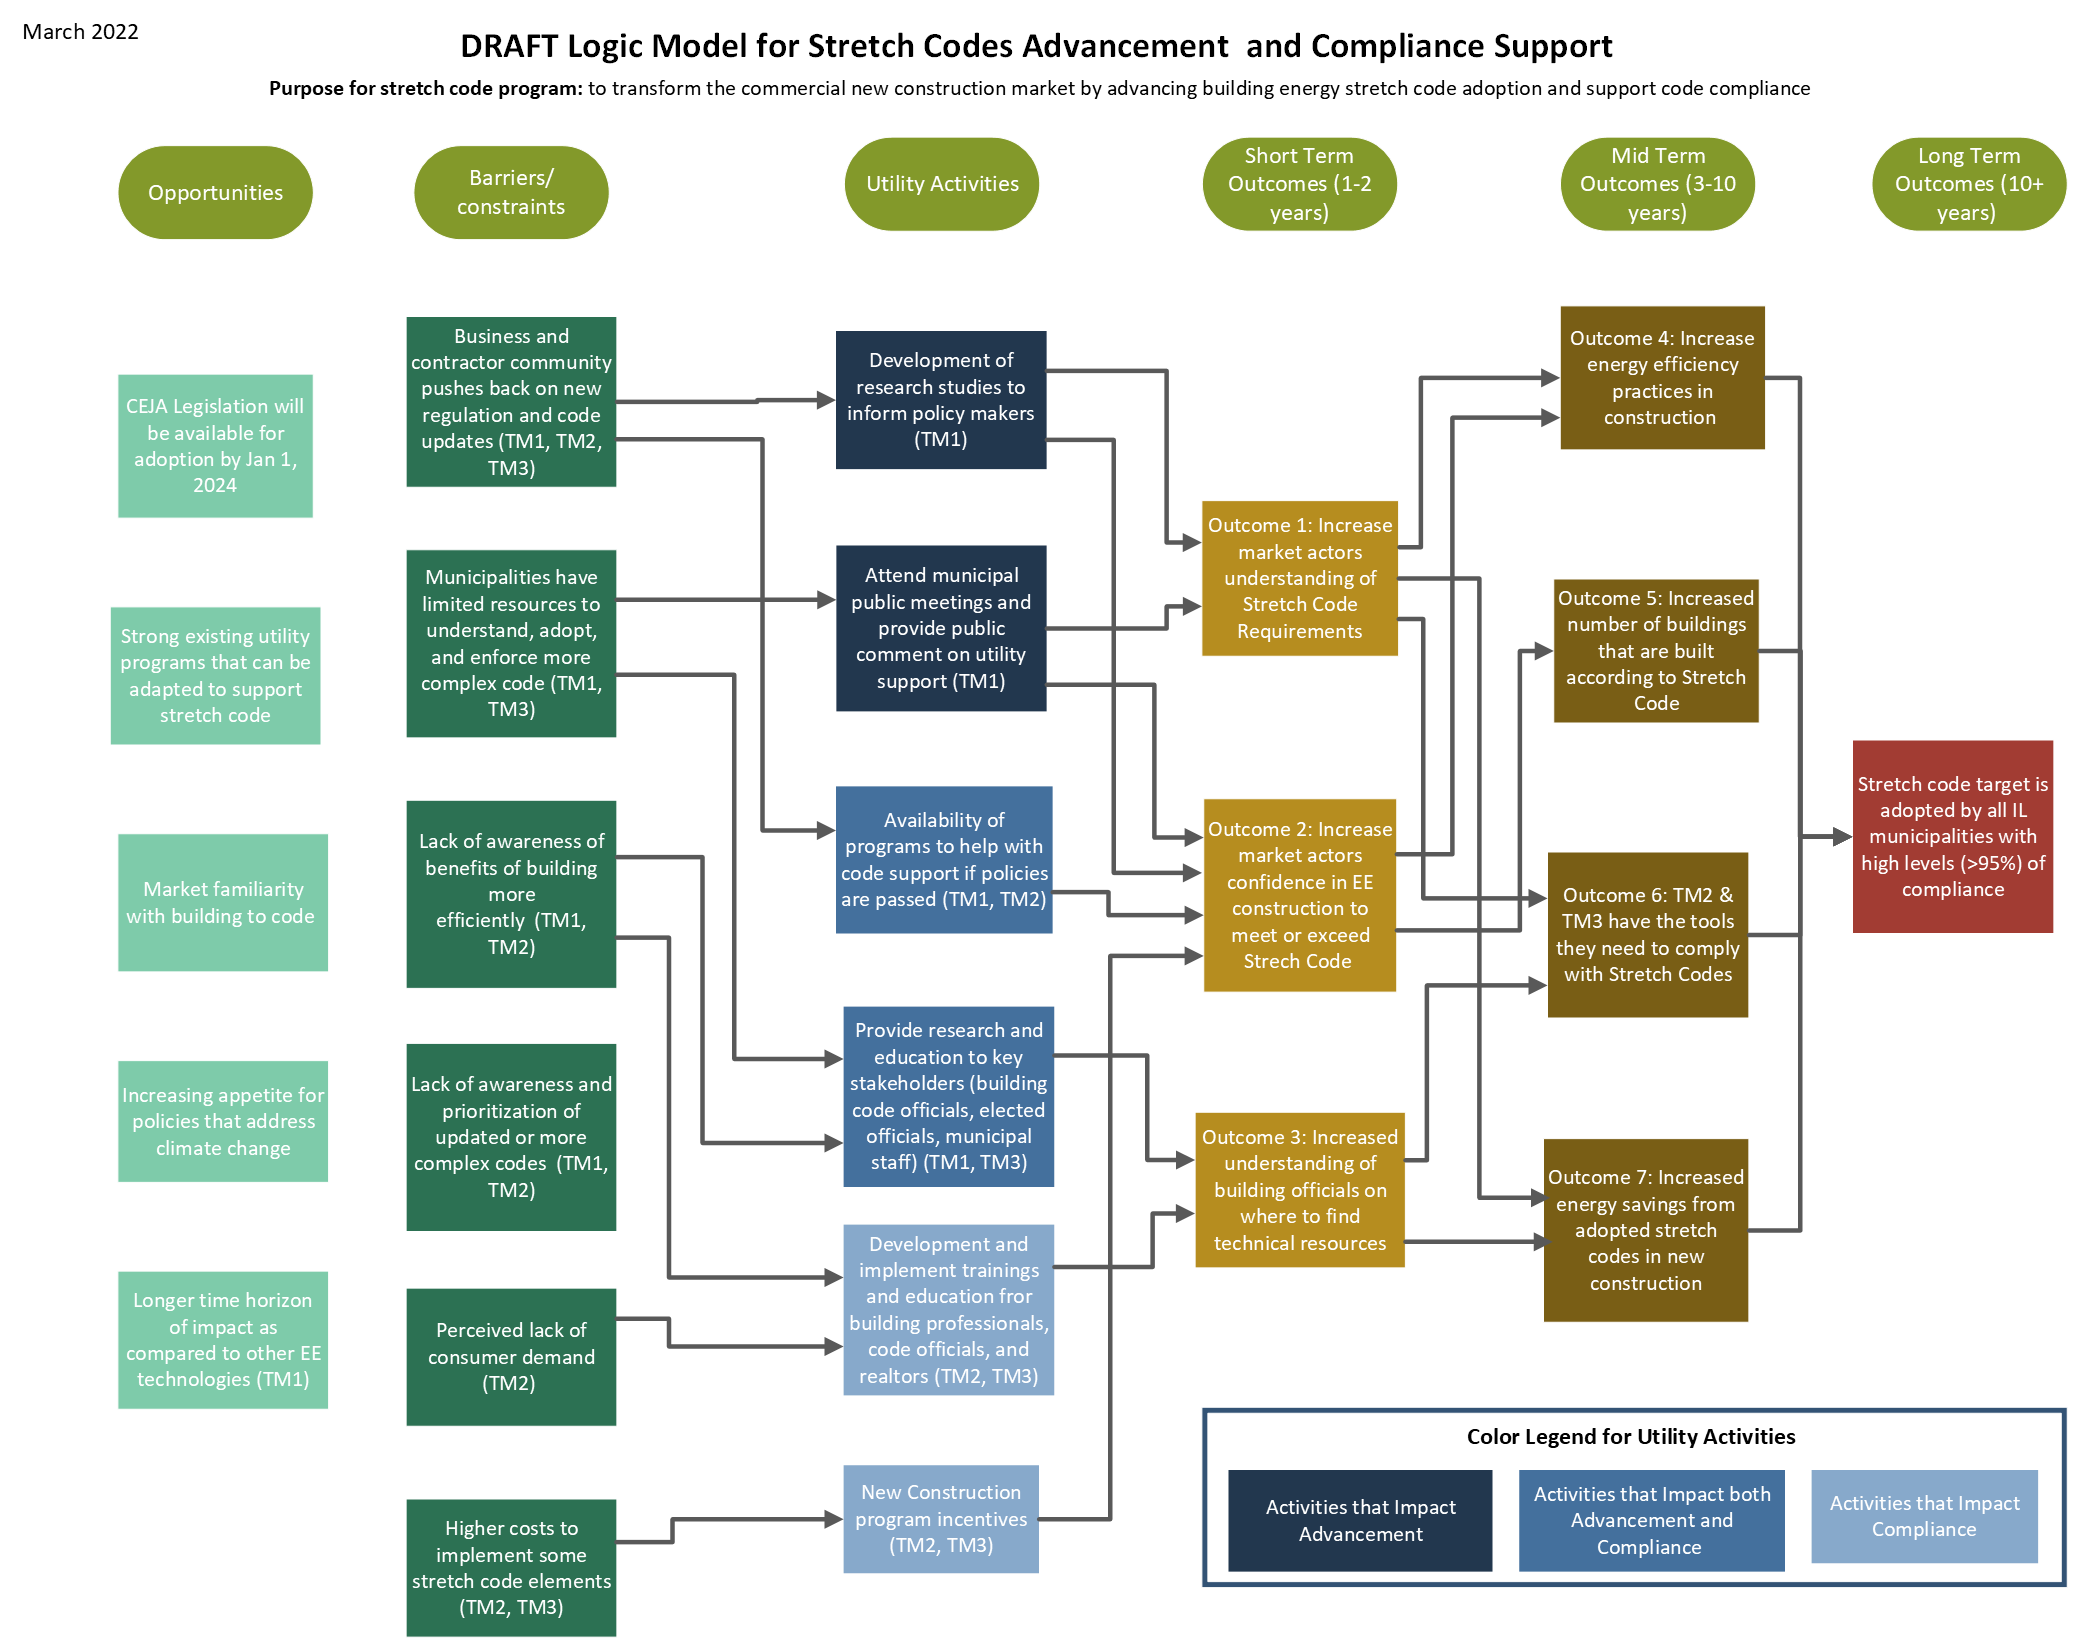 March 2022
DRAFT Logic Model for Stretch Codes Advancement  and Compliance Support
Purpose for stretch code program: to transform the commercial new construction market by advancing building energy stretch code adoption and support code compliance
Opportunities
Barriers/
constraints
Utility Activities
Short Term
Outcomes (1-2
years)
Mid Term
Outcomes (3-10
years)
Long Term
Outcomes (10+
years)
CEJA Legislation will
be available for
adoption by Jan 1,
2024
Strong existing utility
programs that can be
adapted to support
stretch code
Market familiarity
with building to code
Increasing appetite for
policies that address
climate change
Longer time horizon
of impact as
compared to other EE
technologies (TM1)
Business and
contractor community
pushes back on new
regulation and code
updates (TM1, TM2,
TM3)
Municipalities have
limited resources to
understand, adopt,
and enforce more
complex code (TM1,
TM3)
Lack of awareness of
benefits of building
more
efficiently  (TM1,
TM2)
Lack of awareness and
prioritization of
updated or more
complex codes  (TM1,
TM2)
Perceived lack of
consumer demand
(TM2)
Higher costs to
implement some
stretch code elements
(TM2, TM3)
Development of
research studies to
inform policy makers
(TM1)
Attend municipal
public meetings and
provide public
comment on utility
support (TM1)
Availability of
programs to help with
code support if policies
are passed (TM1, TM2)
Provide research and
education to key
stakeholders (building
code officials, elected
officials, municipal
staff) (TM1, TM3)
Development and
implement trainings
and education fror
building professionals,
code officials, and
realtors (TM2, TM3)
New Construction
program incentives
(TM2, TM3)
Outcome 1: Increase
market actors
understanding of
Stretch Code
Requirements
Outcome 2: Increase
market actors
confidence in EE
construction to
meet or exceed
Strech Code
Outcome 3: Increased
understanding of
building officials on
where to find
technical resources
Outcome 4: Increase
energy efficiency
practices in
construction
Outcome 5: Increased
number of buildings
that are built
according to Stretch
Code
Outcome 6: TM2 &
TM3 have the tools
they need to comply
with Stretch Codes
Outcome 7: Increased
energy savings from
adopted stretch
codes in new
construction
Stretch code target is
adopted by all IL
municipalities with
high levels (>95%) of
compliance
Color Legend for Utility Activities
Activities that Impact
Advancement
Activities that Impact both
Advancement and
Compliance
Activities that Impact
Compliance